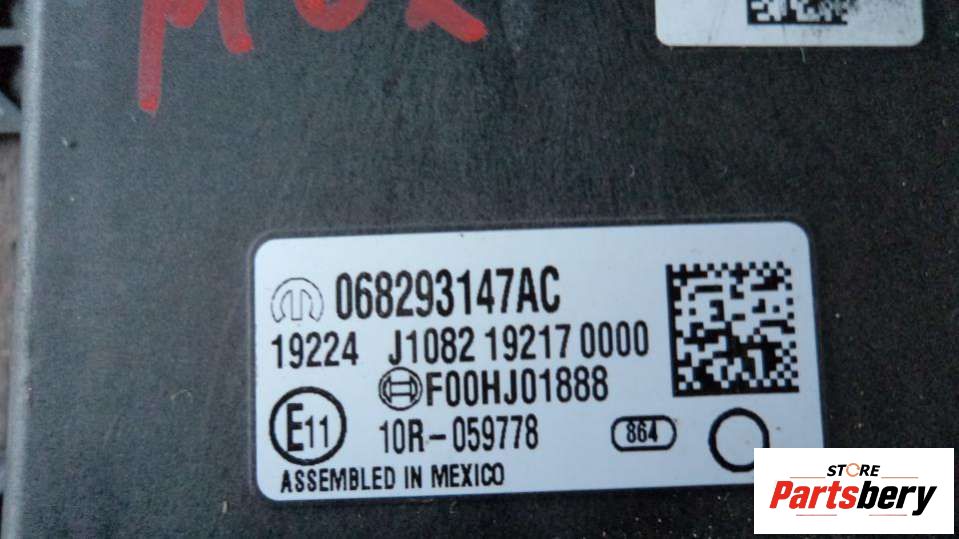 068293147AC
19224 J1082 19217 0000
F00HJ01888
E11 10R-059778 864
ASSEMBLED IN MEXICO
STORE
Partsbery